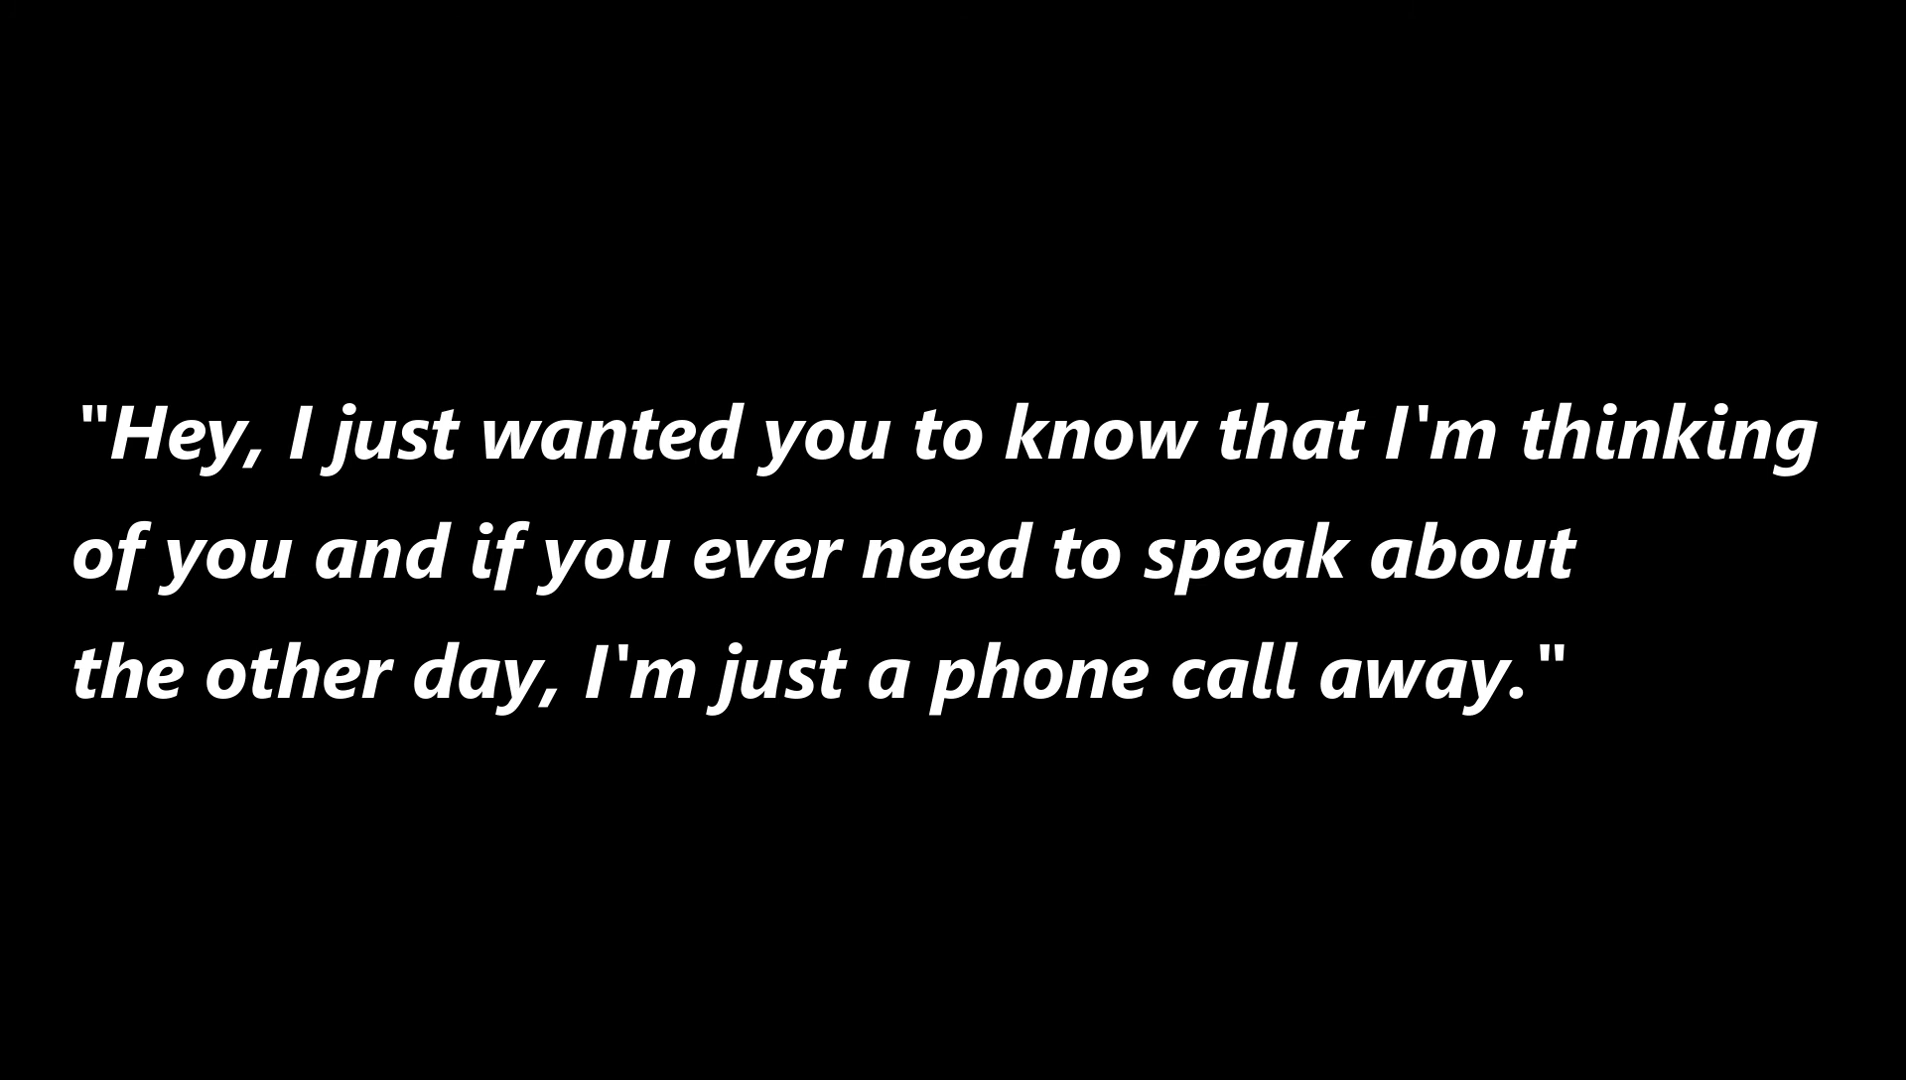 "Hey, I just wanted you to know that I'm thinking
of you and if you ever need to speak about
the other day, I'm just a phone call away."